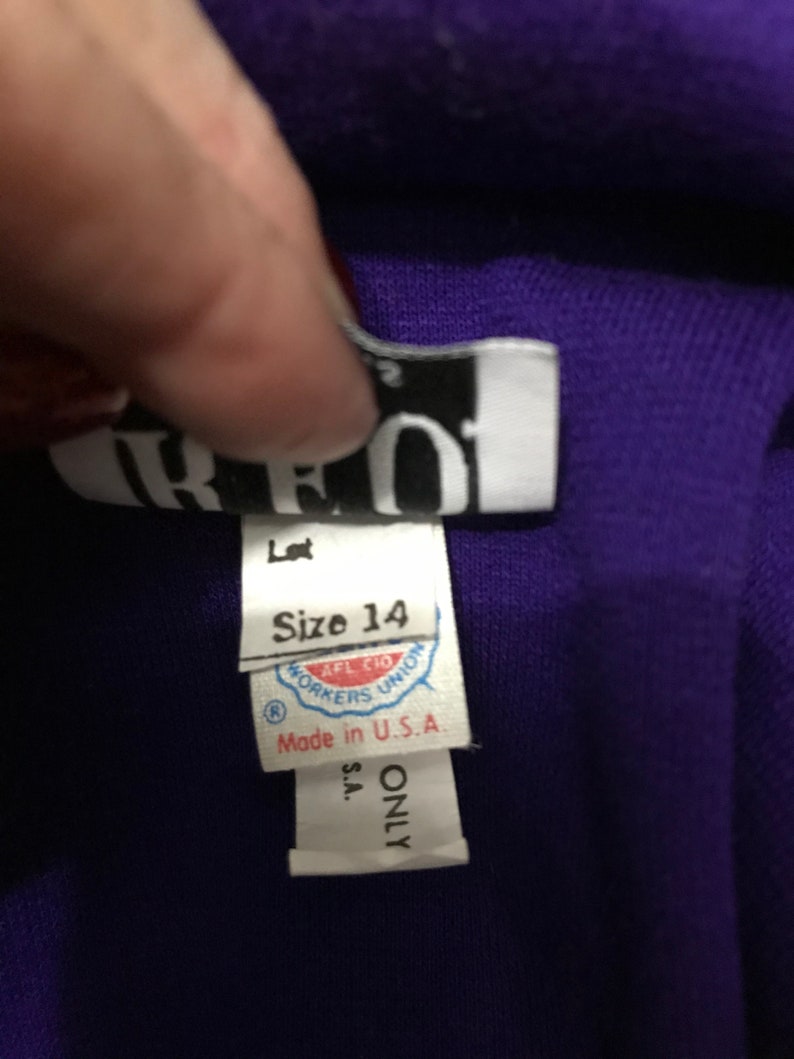 Lot
Size 14
AFL CIO
WORKERS UNION
®
Made in U.S.A.
ONLY
S.A.